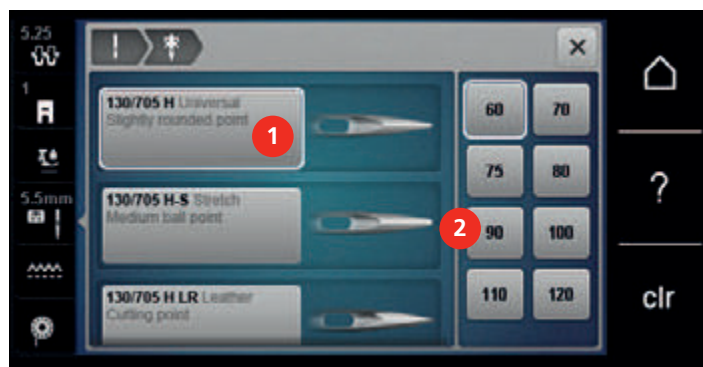 5.25
1
5.5mm
130/705 H Universal
Slightly rounded point
1
130/705 H-S Stretch
Medium ball point
2
130/705 H LR Leather
Cutting point
60
70
75
80
90
100
110
120
?
clr